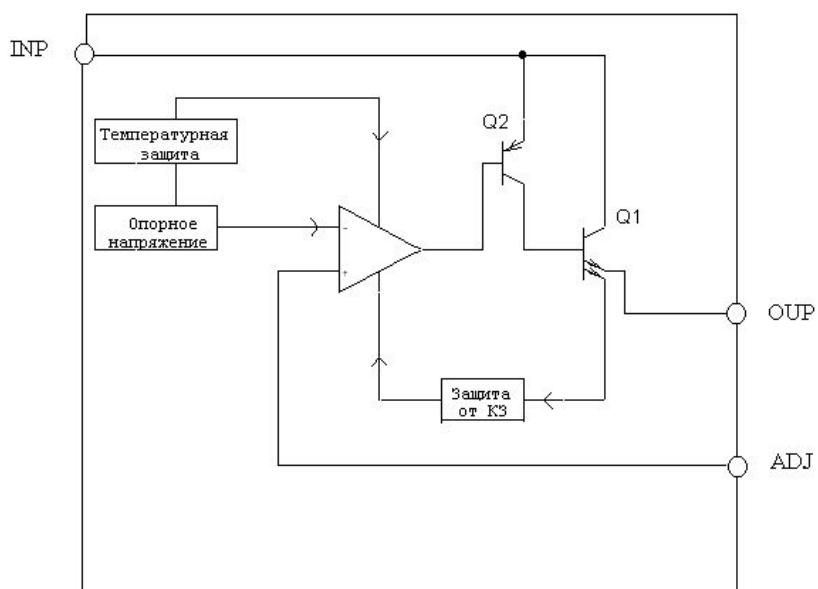 INP
Температурная
защита
Q2
Опорное
напряжение
-
+
Q1
OUP
Защита
от КЗ
ADJ